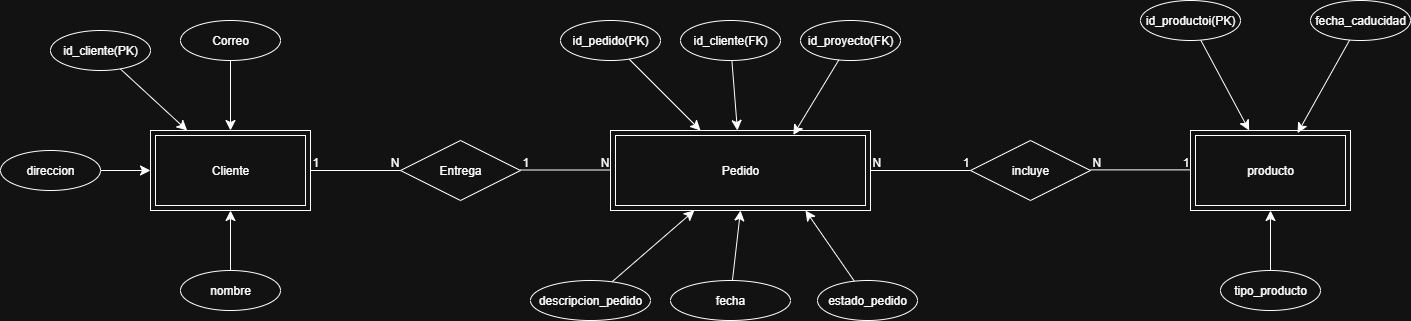 id_cliente(PK)
Correo
id_pedido(PK)
id_cliente(FK)
id_proyecto(FK)
id_productoi(PK)
fecha_caducidad
direccion
Cliente
1
N
Entrega
1
N
Pedido
N
1
incluye
N
1
producto
nombre
descripcion_pedido
fecha
estado_pedido
tipo_producto